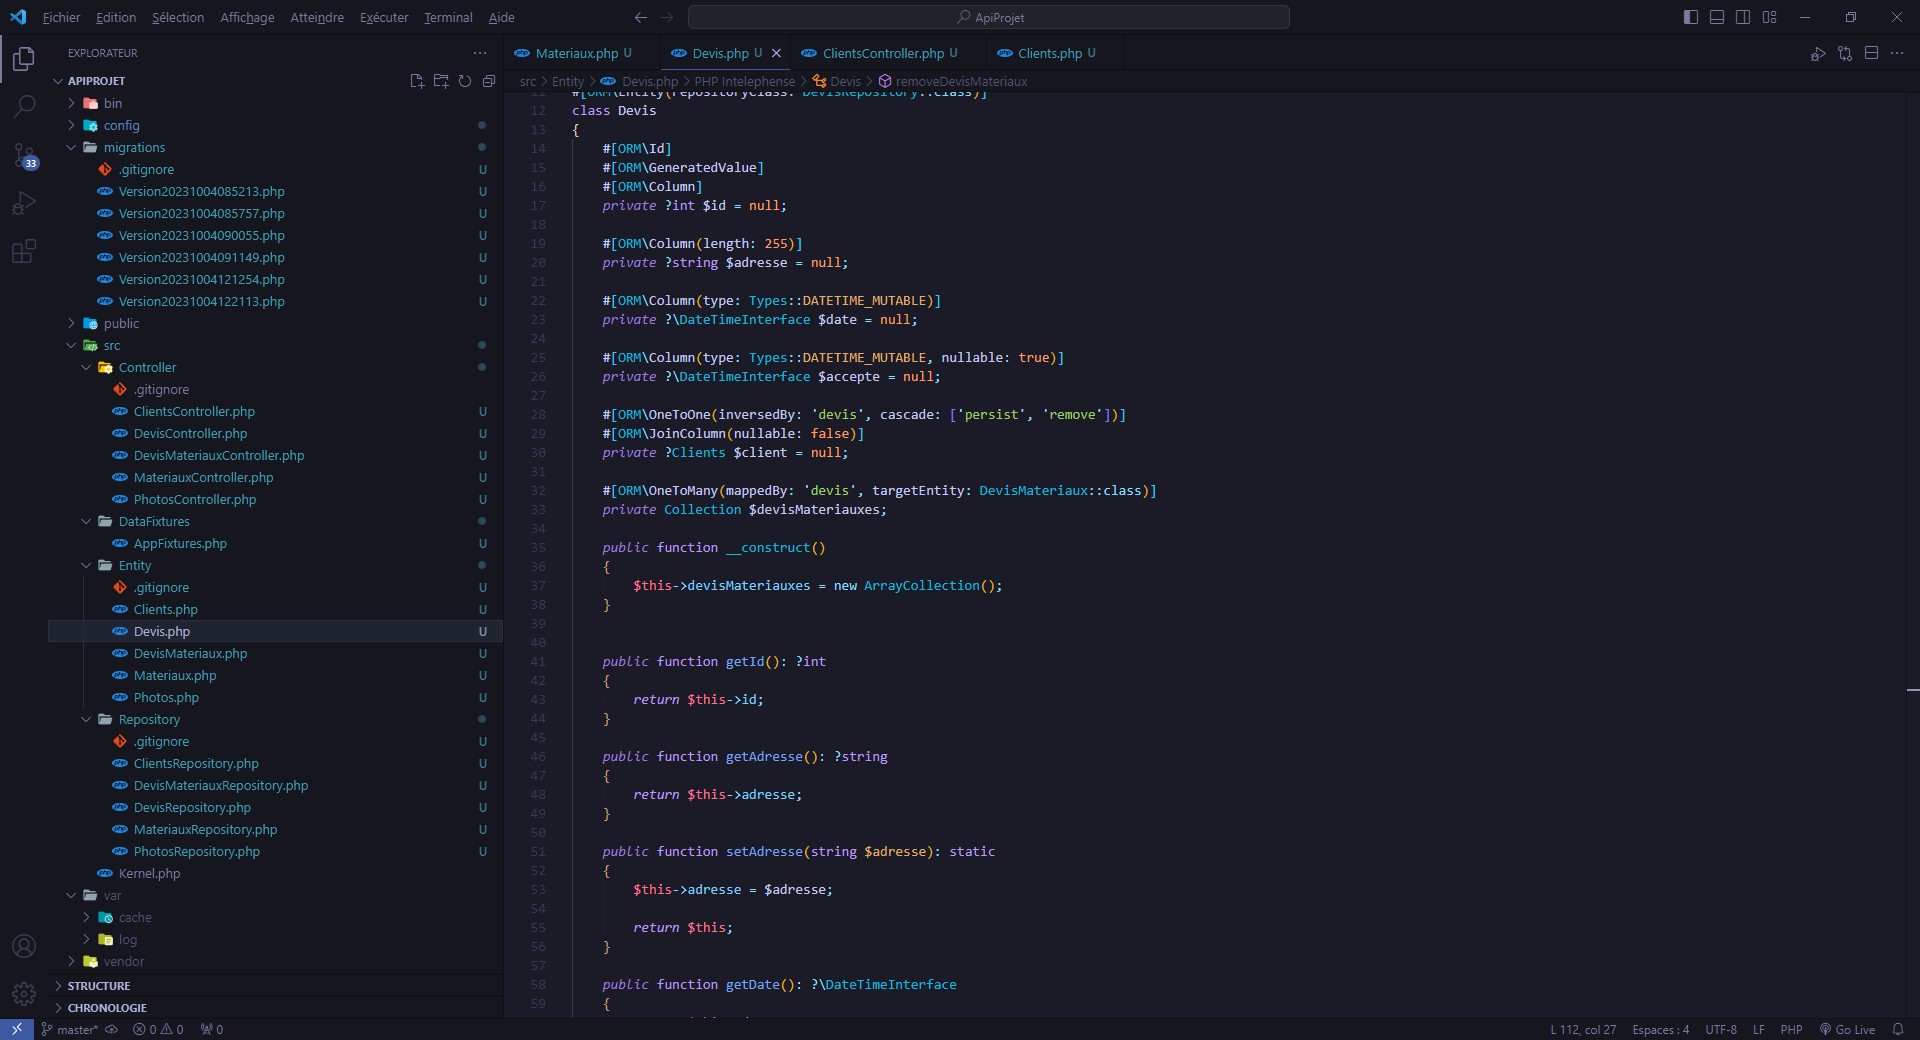 Fichier Edition Sélection Affichage Atteindre Exécuter Terminal Aide
ApiProjet
EXPLORATEUR
APIPROJET
bin
config
migrations
.gitignore U
Version20231004085213.php U
Version20231004085757.php U
Version20231004090055.php U
Version20231004091149.php U
Version20231004121254.php U
Version20231004122113.php U
public
src
Controller
.gitignore
ClientsController.php U
DevisController.php U
DevisMateriauxController.php U
MateriauxController.php U
PhotosController.php U
DataFixtures
AppFixtures.php U
Entity
.gitignore U
Clients.php U
Devis.php U
DevisMateriaux.php U
Materiaux.php U
Photos.php U
Repository
.gitignore U
ClientsRepository.php U
DevisMateriauxRepository.php U
DevisRepository.php U
MateriauxRepository.php U
PhotosRepository.php U
Kernel.php
var
cache
log
vendor
STRUCTURE
CHRONOLOGIE
33
Materiaux.php U
Devis.php U
ClientsController.php U
Clients.php U
src > Entity > Devis.php > PHP Intelephense > Devis > removeDevisMateriaux
11 #[ORM\Entity(repositoryClass: DevisRepository::class)]
12 class Devis
13 {
14 #[ORM\Id]
15 #[ORM\GeneratedValue]
16 #[ORM\Column]
17 private ?int $id = null;
18
19 #[ORM\Column(length: 255)]
20 private ?string $adresse = null;
21
22 #[ORM\Column(type: Types::DATETIME_MUTABLE)]
23 private ?\DateTimeInterface $date = null;
24
25 #[ORM\Column(type: Types::DATETIME_MUTABLE, nullable: true)]
26 private ?\DateTimeInterface $accepte = null;
27
28 #[ORM\OneToOne(inversedBy: 'devis', cascade: ['persist', 'remove'])]
29 #[ORM\JoinColumn(nullable: false)]
30 private ?Clients $client = null;
31
32 #[ORM\OneToMany(mappedBy: 'devis', targetEntity: DevisMateriaux::class)]
33 private Collection $devisMateriauxes;
34
35 public function __construct()
36 {
37 $this->devisMateriauxes = new ArrayCollection();
38 }
39
40
41 public function getId(): ?int
42 {
43 return $this->id;
44 }
45
46 public function getAdresse(): ?string
47 {
48 return $this->adresse;
49 }
50
51 public function setAdresse(string $adresse): static
52 {
53 $this->adresse = $adresse;
54
55 return $this;
56 }
57
58 public function getDate(): ?\DateTimeInterface
59 {
master* 0 0 0
L 112, col 27 Espaces : 4 UTF-8 LF PHP Go Live